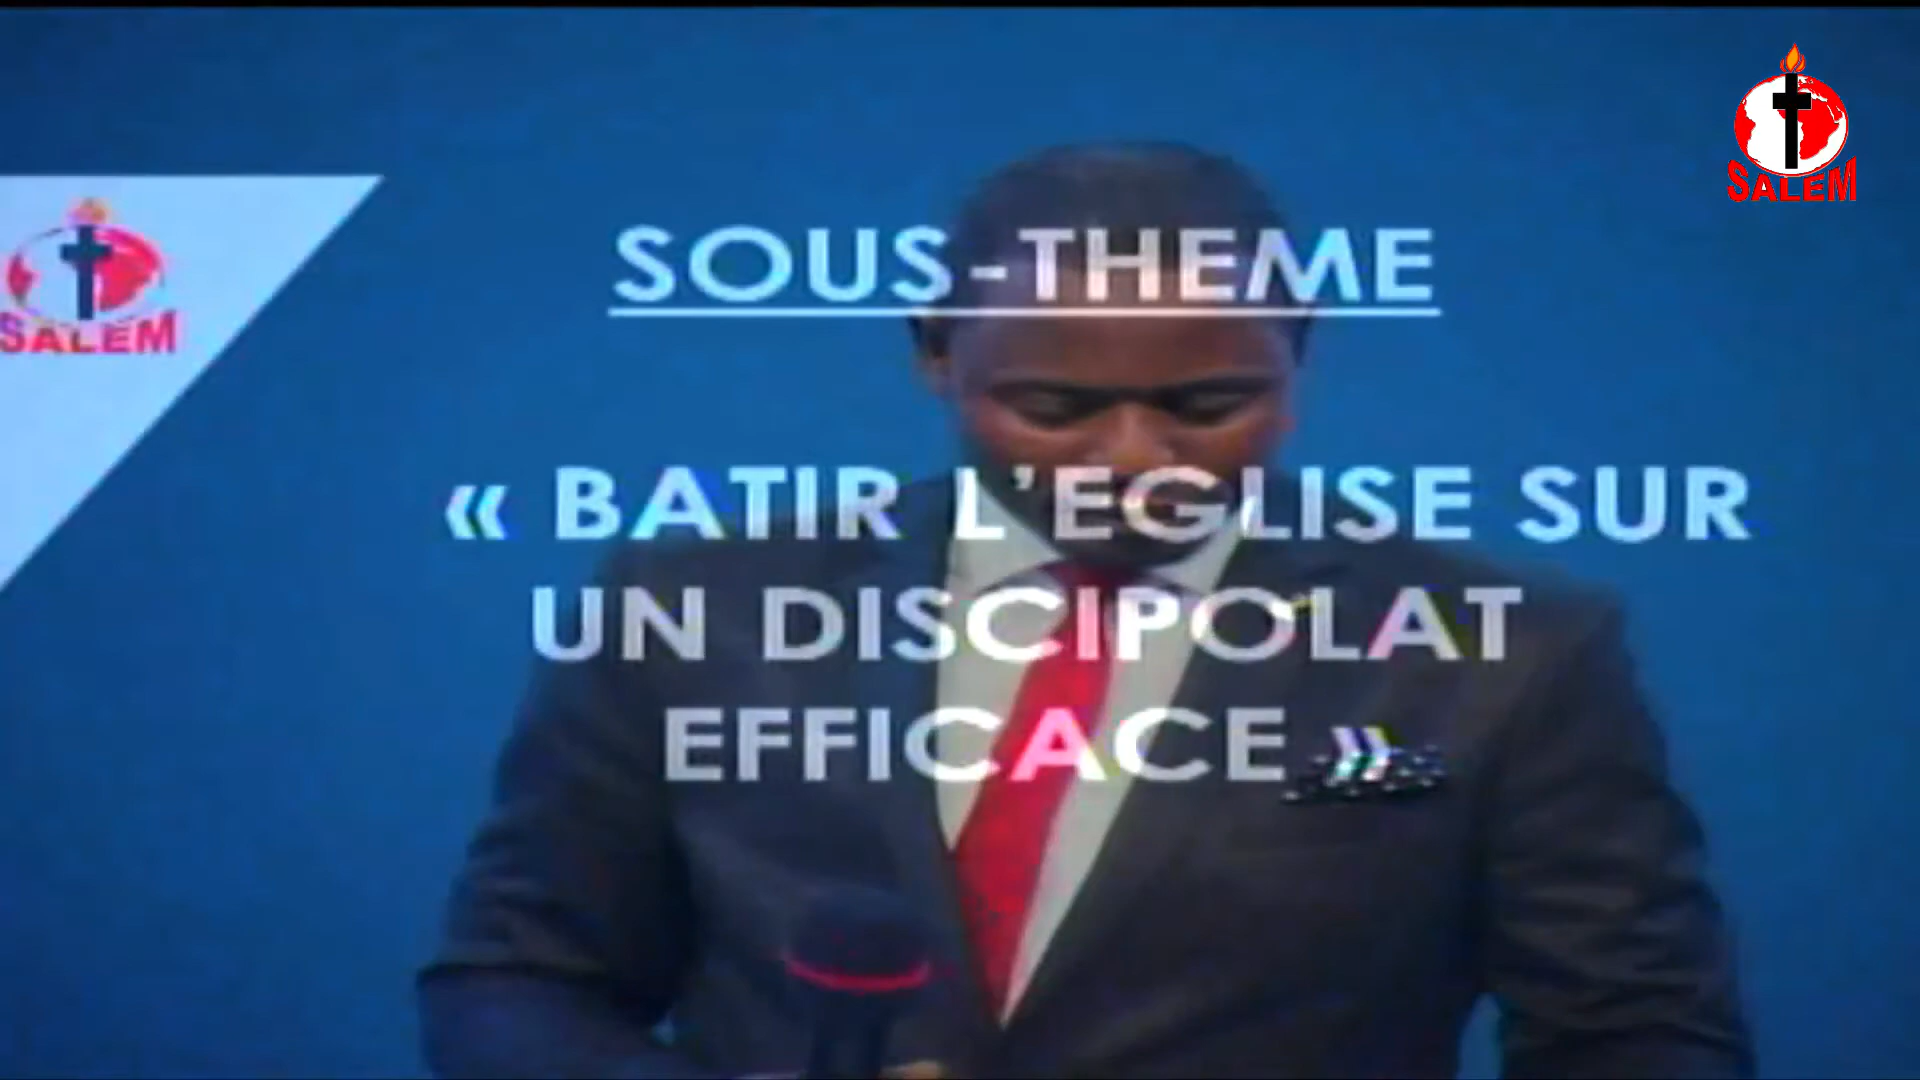 SALEM
SALEM
SOUS-THEME
« BATIR L'EGLISE SUR
UN DISCIPOLAT
EFFICACE »